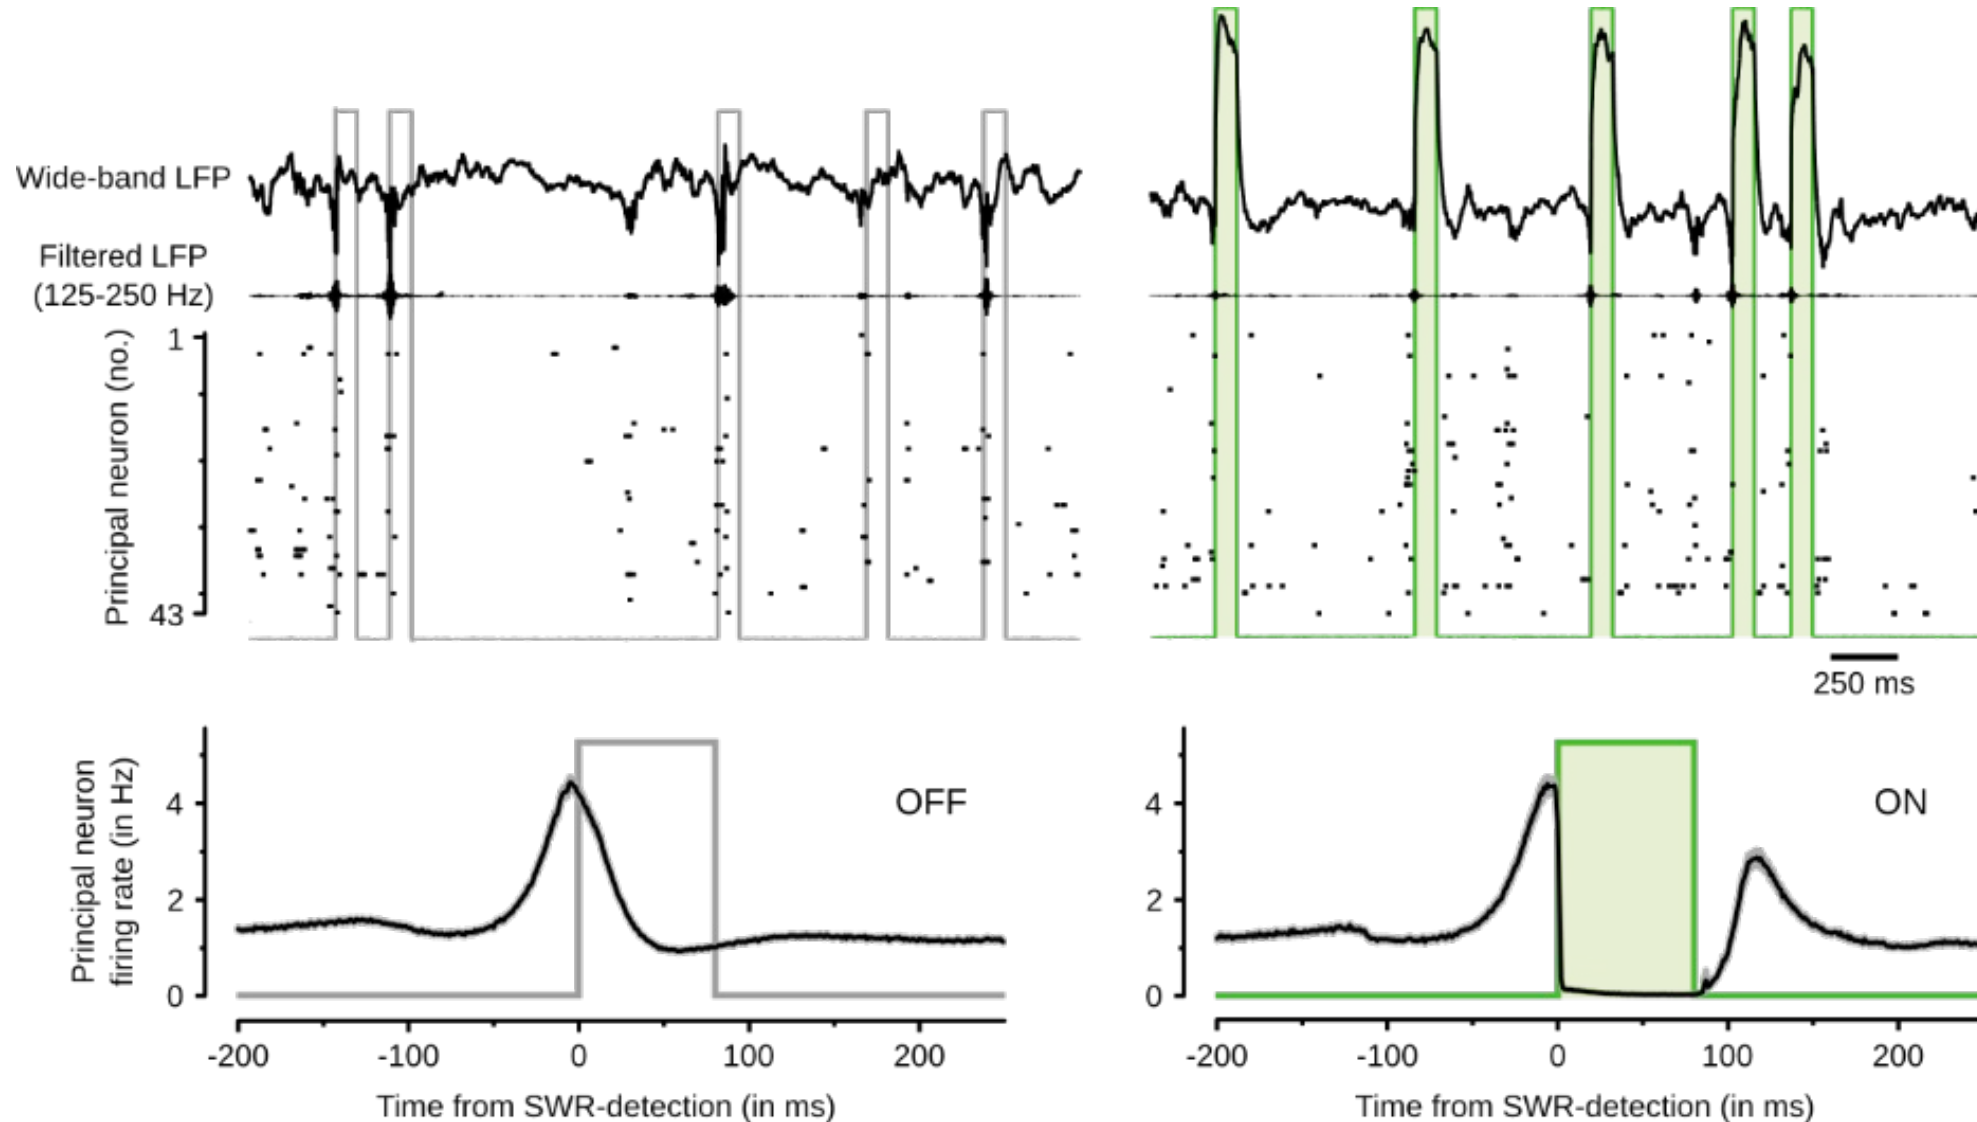 Wide-band LFP
Filtered LFP
(125-250 Hz)
Principal neuron (no.)
1
43
250 ms
Principal neuron
firing rate (in Hz)
4
2
0
OFF
-200 -100 0 100 200
Time from SWR-detection (in ms)
4
2
0
ON
-200 -100 0 100 200
Time from SWR-detection (in ms)